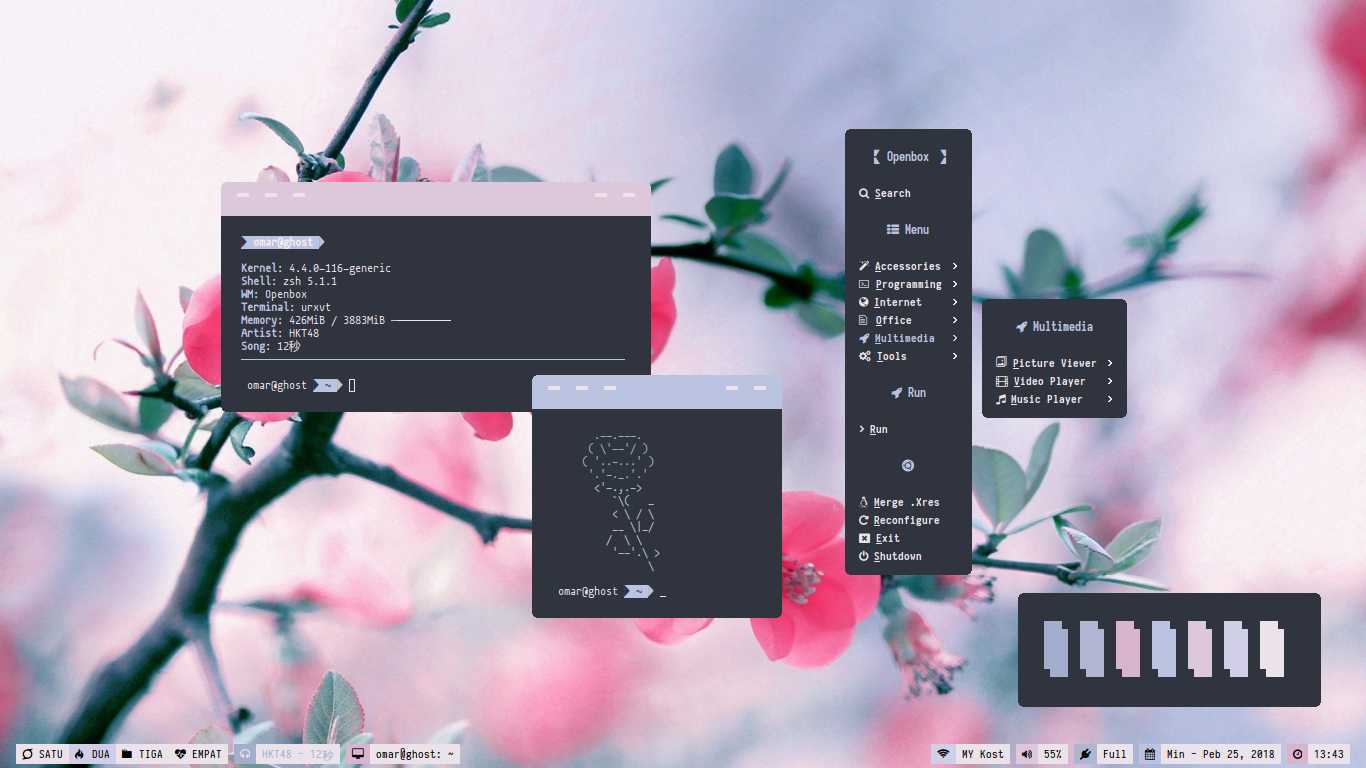 omar@ghost
Kernel: 4.4.0-116-generic
Shell: zsh 5.1.1
WM: Openbox
Terminal: urxvt
Memory: 426MiB / 3883MiB
Artist: HKT48
Song: 12秒
omar@ghost ~
omar@ghost ~ _
Openbox
Search
Menu
Accessories
Programming
Internet
Office
Multimedia
Tools
Run
Run
Merge .Xres
Reconfigure
Exit
Shutdown
Multimedia
Picture Viewer
Video Player
Music Player
SATU DUA TIGA EMPAT HKT48 - 12秒 omar@ghost: ~ MY Kost 55% Full Min - Peb 25, 2018 13:43